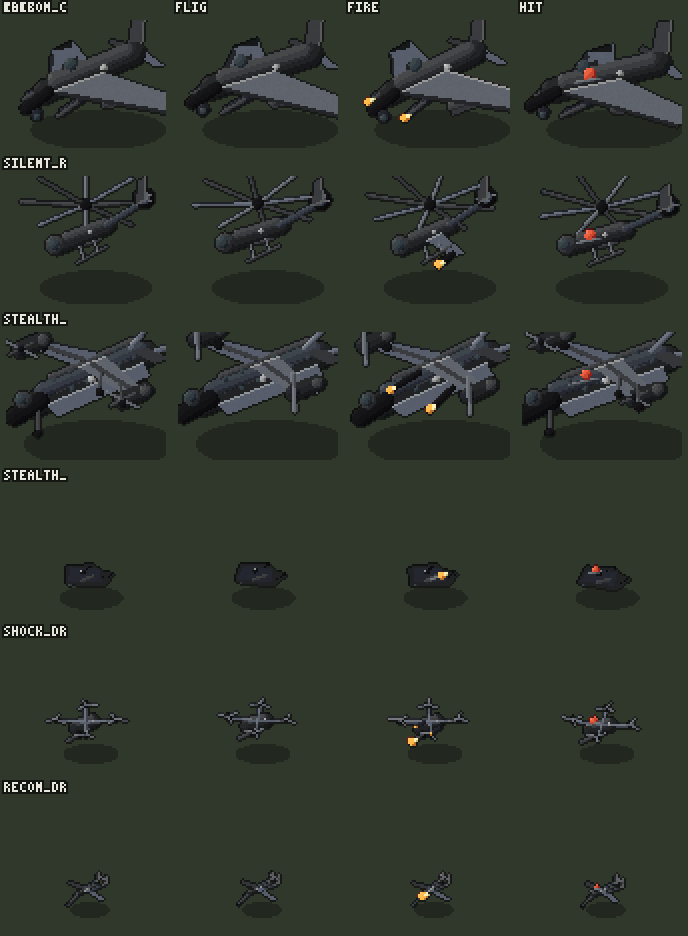 FLIG FIRE HIT
SILENT_R
STEALTH_
STEALTH_
SHOCK_DR
RECON_DR